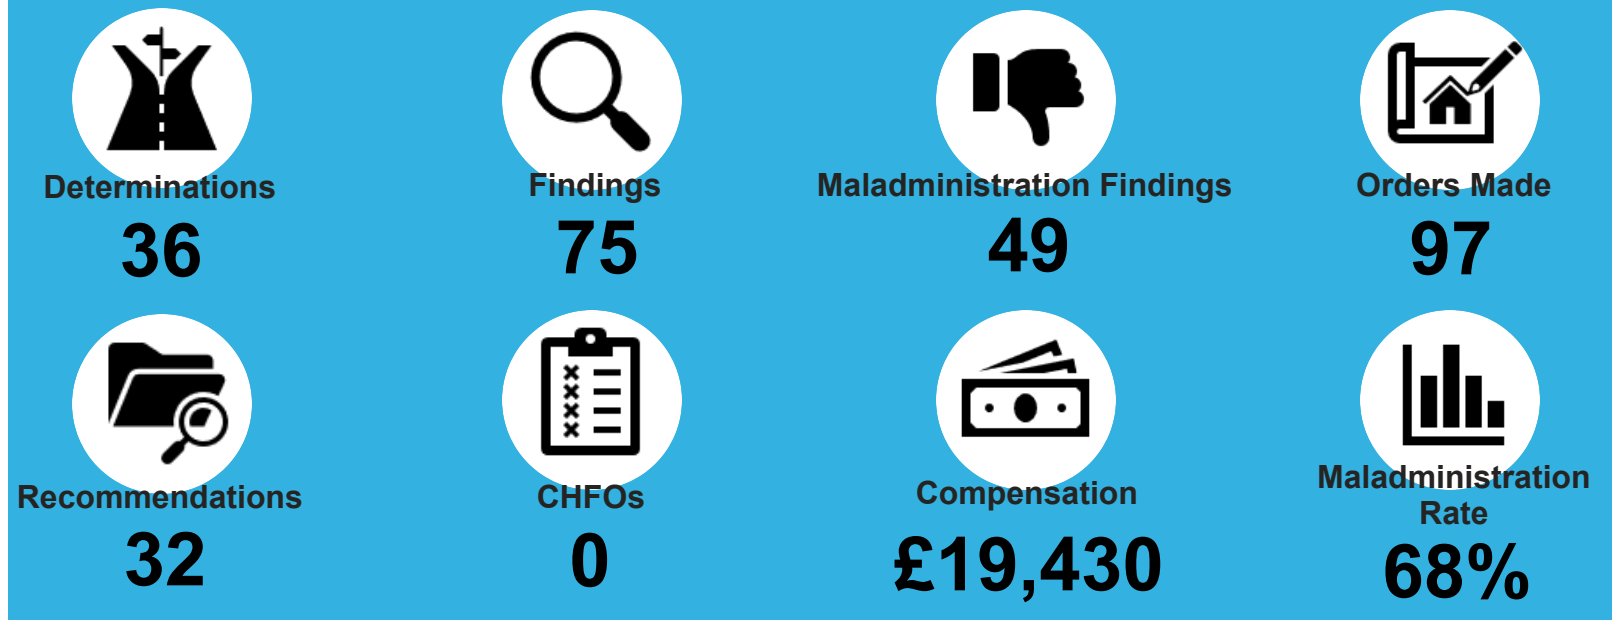 Determinations
36
Findings
75
Maladministration Findings
49
Orders Made
97
Recommendations
32
CHFOs
0
Compensation
£19,430
Maladministration
Rate
68%